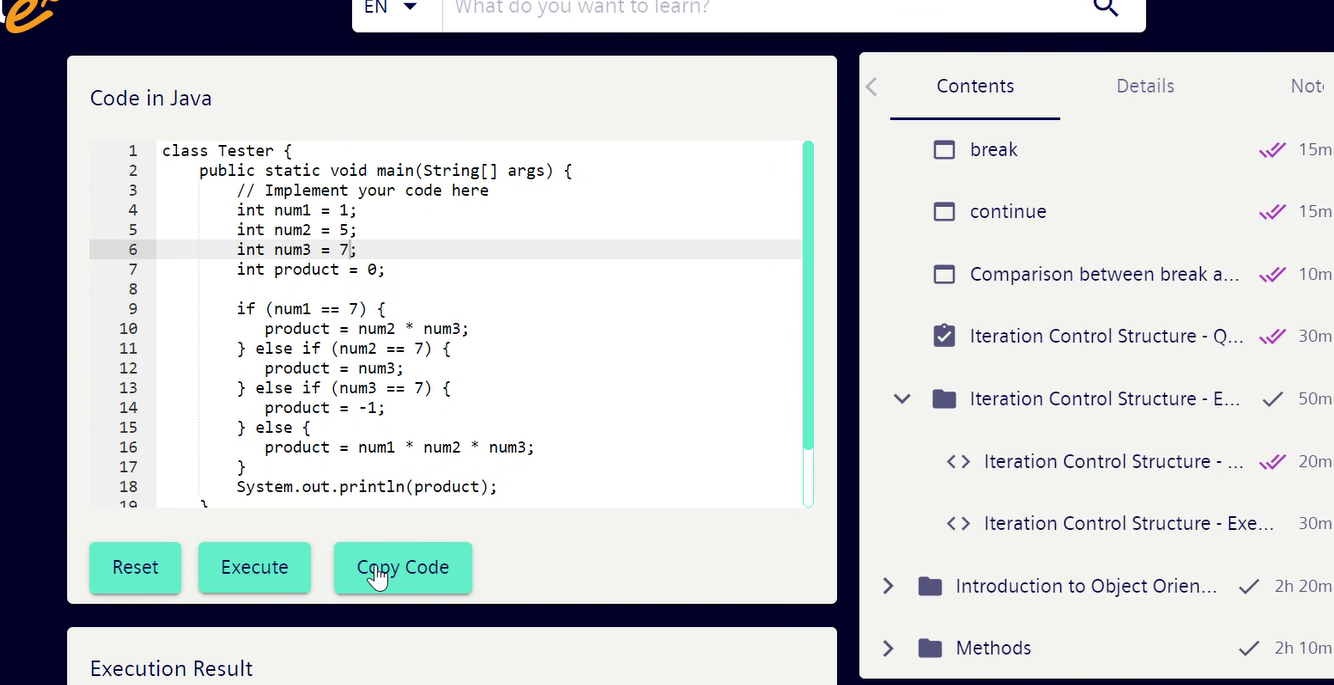 EN
What do you want to learn?
Code in Java
1 class Tester {
2 public static void main(String[] args) {
3 // Implement your code here
4 int num1 = 1;
5 int num2 = 5;
6 int num3 = 7;
7 int product = 0;
8
9 if (num1 == 7) {
10 product = num2 * num3;
11 } else if (num2 == 7) {
12 product = num3;
13 } else if (num3 == 7) {
14 product = -1;
15 } else {
16 product = num1 * num2 * num3;
17 }
18 System.out.println(product);
19 }
Reset Execute Copy Code
Execution Result
Contents Details Not
break 15m
continue 15m
Comparison between break a... 10m
Iteration Control Structure - Q... 30m
Iteration Control Structure - E... 50m
Iteration Control Structure - ... 20m
Iteration Control Structure - Exe... 30m
Introduction to Object Orien... 2h 20m
Methods 2h 10m